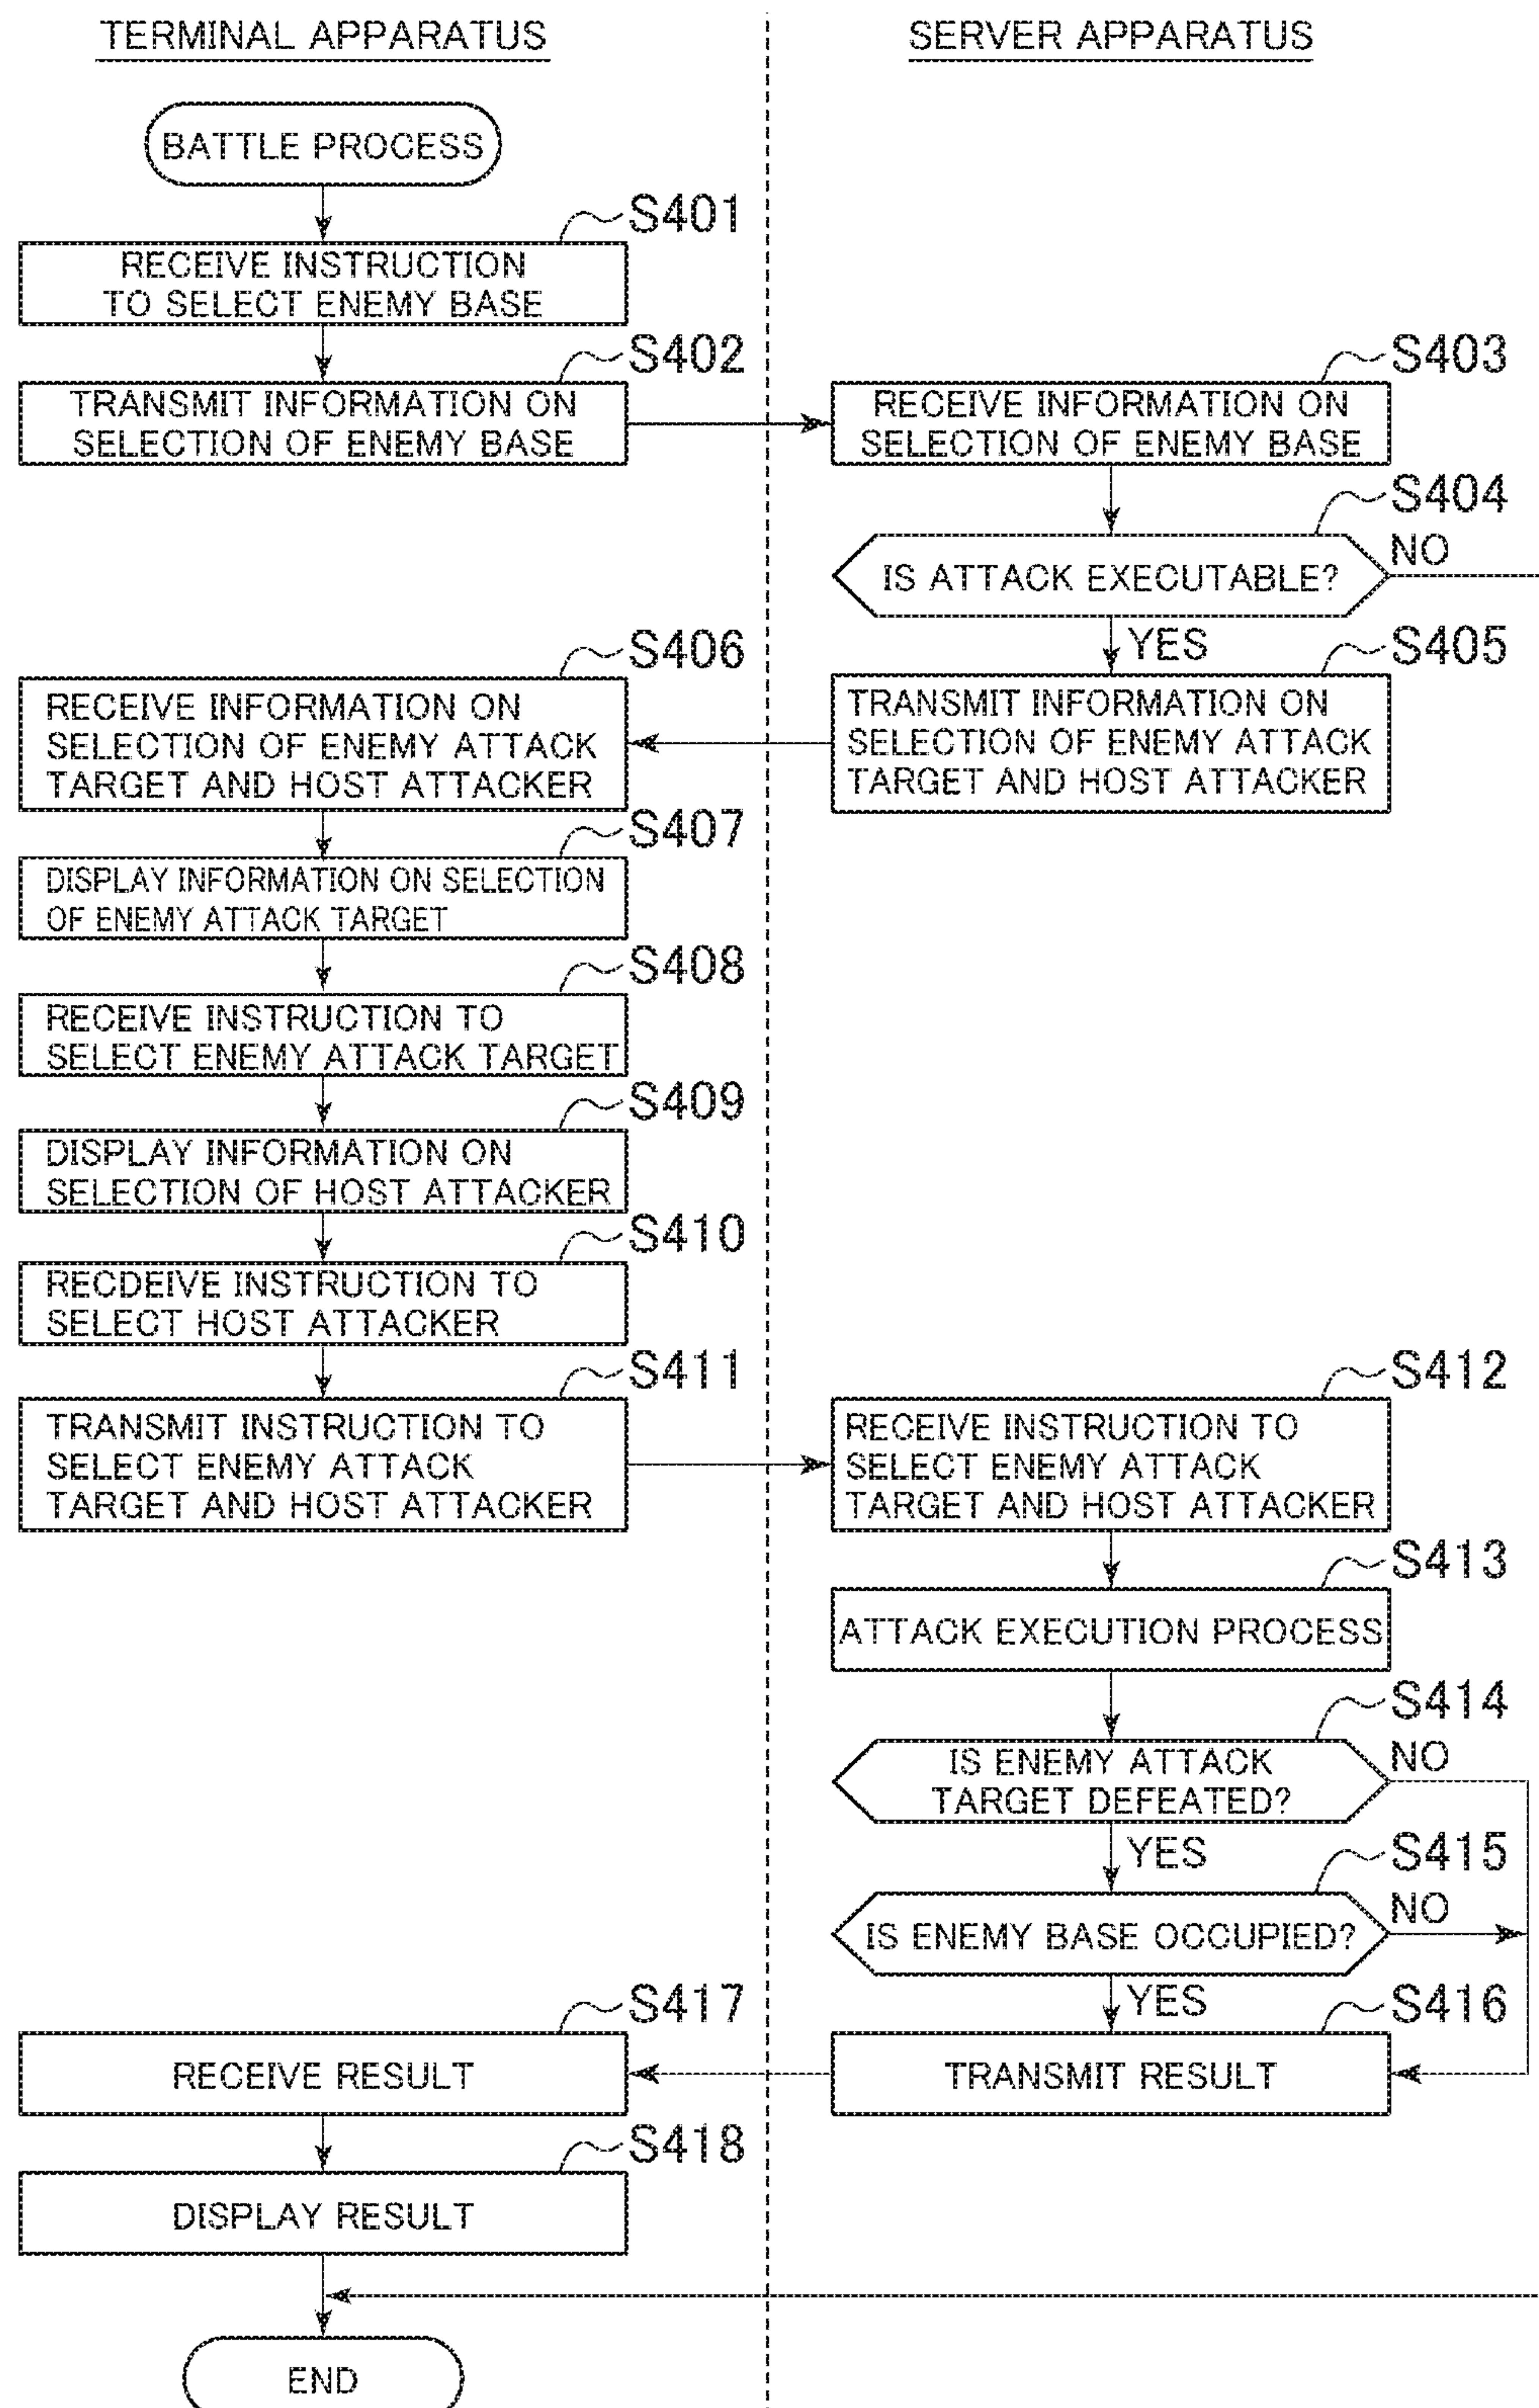 TERMINAL APPARATUS
SERVER APPARATUS
BATTLE PROCESS
S401
RECEIVE INSTRUCTION
TO SELECT ENEMY BASE
S402
TRANSMIT INFORMATION ON
SELECTION OF ENEMY BASE
S403
RECEIVE INFORMATION ON
SELECTION OF ENEMY BASE
S404
IS ATTACK EXECUTABLE?
NO
YES
S405
TRANSMIT INFORMATION ON
SELECTION OF ENEMY ATTACK
TARGET AND HOST ATTACKER
S406
RECEIVE INFORMATION ON
SELECTION OF ENEMY ATTACK
TARGET AND HOST ATTACKER
S407
DISPLAY INFORMATION ON SELECTION
OF ENEMY ATTACK TARGET
S408
RECEIVE INSTRUCTION TO
SELECT ENEMY ATTACK TARGET
S409
DISPLAY INFORMATION ON
SELECTION OF HOST ATTACKER
S410
RECDEIVE INSTRUCTION TO
SELECT HOST ATTACKER
S411
TRANSMIT INSTRUCTION TO
SELECT ENEMY ATTACK
TARGET AND HOST ATTACKER
S412
RECEIVE INSTRUCTION TO
SELECT ENEMY ATTACK
TARGET AND HOST ATTACKER
S413
ATTACK EXECUTION PROCESS
S414
IS ENEMY ATTACK
TARGET DEFEATED?
NO
YES
S415
IS ENEMY BASE OCCUPIED?
NO
YES
S416
TRANSMIT RESULT
S417
RECEIVE RESULT
S418
DISPLAY RESULT
END